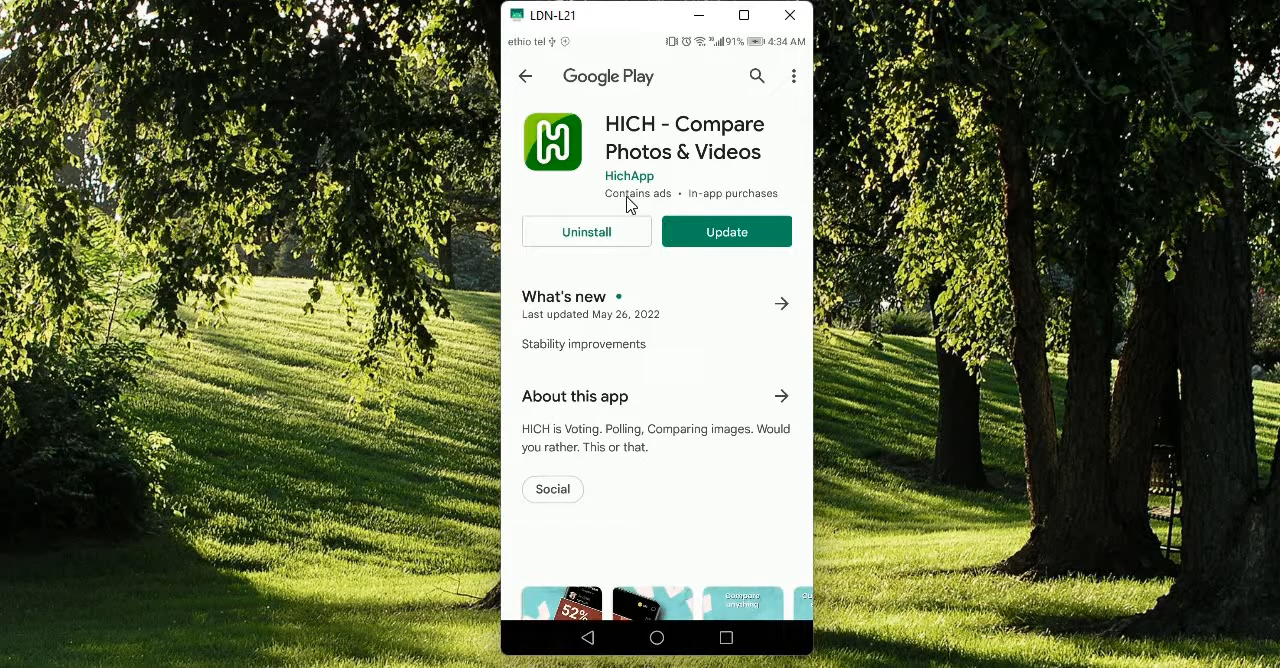 LDN-L21
ethio tel 91% 4:34 AM
Google Play
HICH - Compare
Photos & Videos
HichApp
Contains ads • In-app purchases
Uninstall Update
What's new
Last updated May 26, 2022
Stability improvements
About this app
HICH is Voting. Polling, Comparing images. Would
you rather. This or that.
Social
52%
Compare
anything